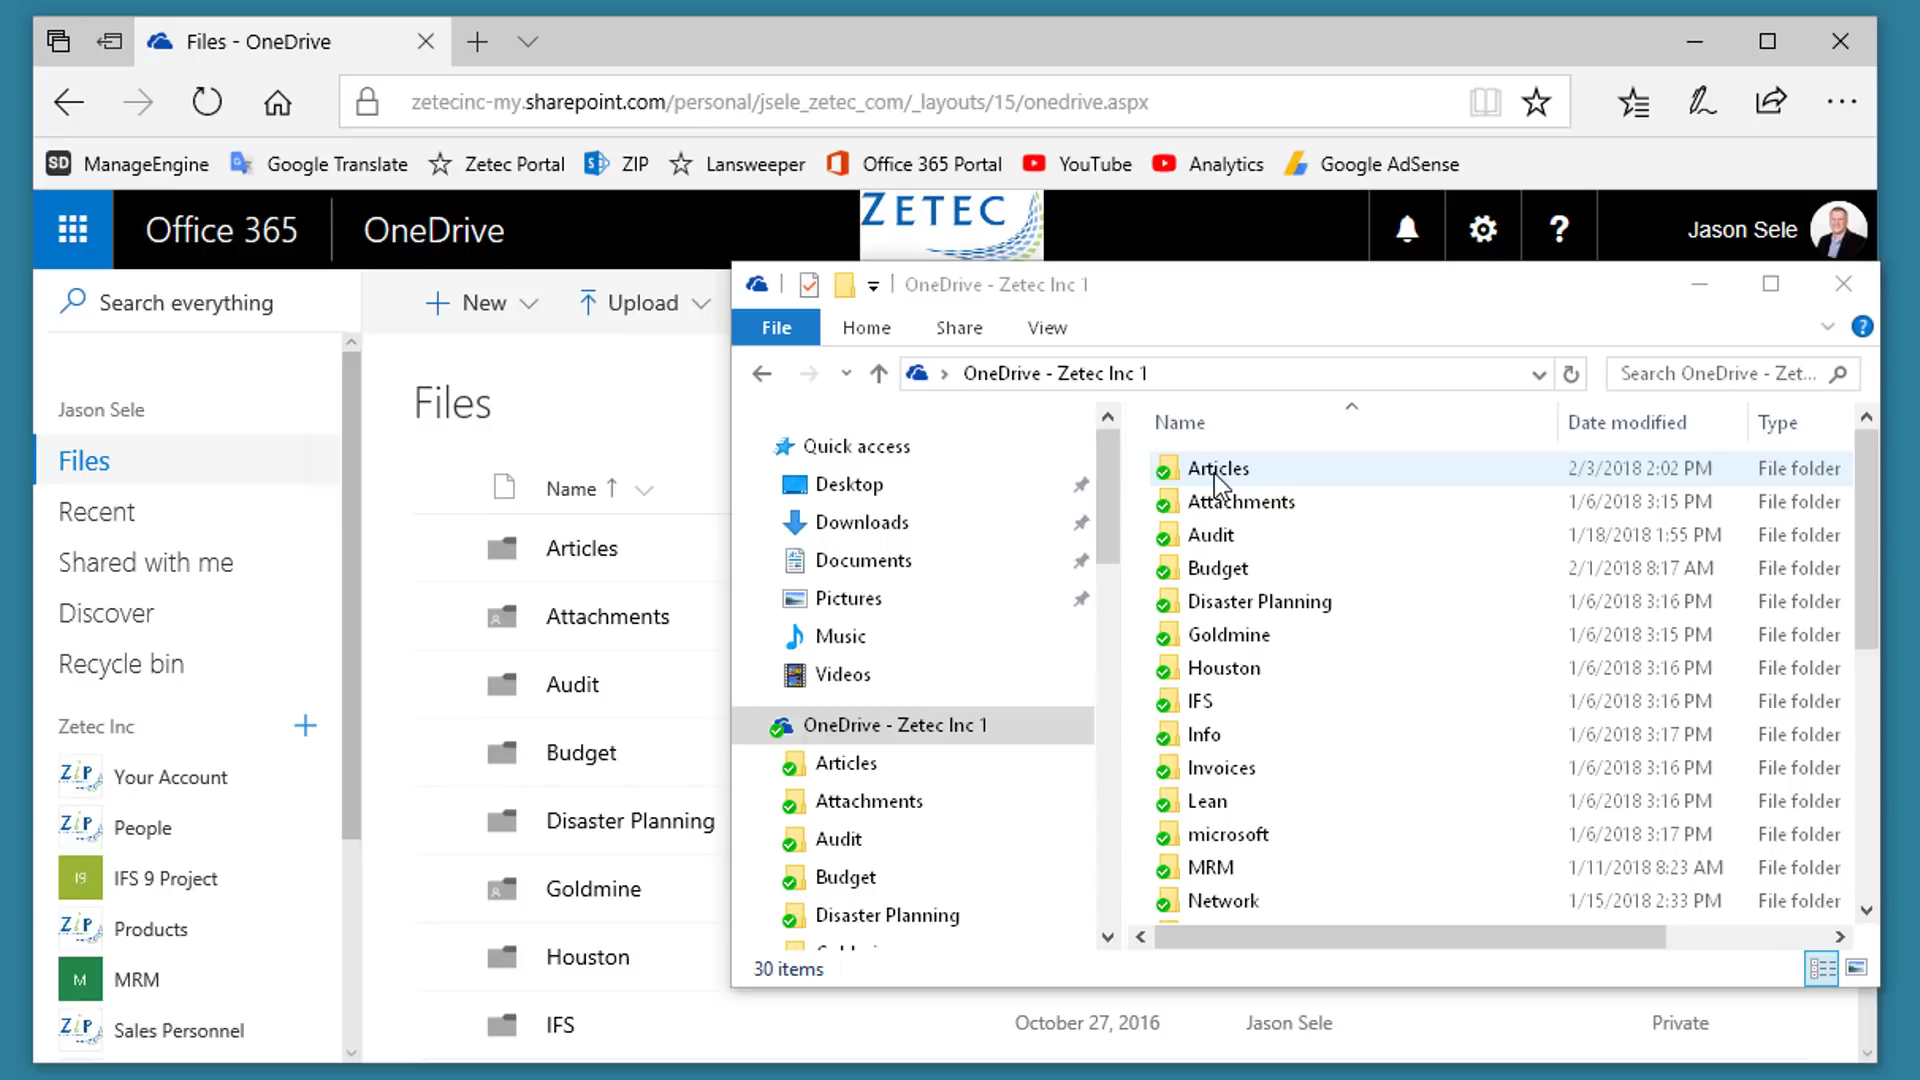 Files - OneDrive
zetecinc-my.sharepoint.com/personal/jsele_zetec_com/_layouts/15/onedrive.aspx
SD ManageEngine Google Translate Zetec Portal ZIP Lansweeper Office 365 Portal YouTube Analytics Google AdSense
Office 365 OneDrive ZETEC ? Jason Sele
Search everything
New Upload
Jason Sele
Files
Recent
Shared with me
Discover
Recycle bin
Zetec Inc
ZIP Your Account
ZIP People
I9 IFS 9 Project
ZIP Products
M MRM
ZIP Sales Personnel
Files
Name
Articles
Attachments
Audit
Budget
Disaster Planning
Goldmine
Houston
IFS October 27, 2016 Jason Sele Private
OneDrive - Zetec Inc 1
File Home Share View ?
OneDrive - Zetec Inc 1 Search OneDrive - Zet...
Quick access
Desktop
Downloads
Documents
Pictures
Music
Videos
OneDrive - Zetec Inc 1
Articles
Attachments
Audit
Budget
Disaster Planning
Name Date modified Type
Articles 2/3/2018 2:02 PM File folder
Attachments 1/6/2018 3:15 PM File folder
Audit 1/18/2018 1:55 PM File folder
Budget 2/1/2018 8:17 AM File folder
Disaster Planning 1/6/2018 3:16 PM File folder
Goldmine 1/6/2018 3:15 PM File folder
Houston 1/6/2018 3:16 PM File folder
IFS 1/6/2018 3:16 PM File folder
Info 1/6/2018 3:17 PM File folder
Invoices 1/6/2018 3:16 PM File folder
Lean 1/6/2018 3:16 PM File folder
microsoft 1/6/2018 3:17 PM File folder
MRM 1/11/2018 8:23 AM File folder
Network 1/15/2018 2:33 PM File folder
30 items